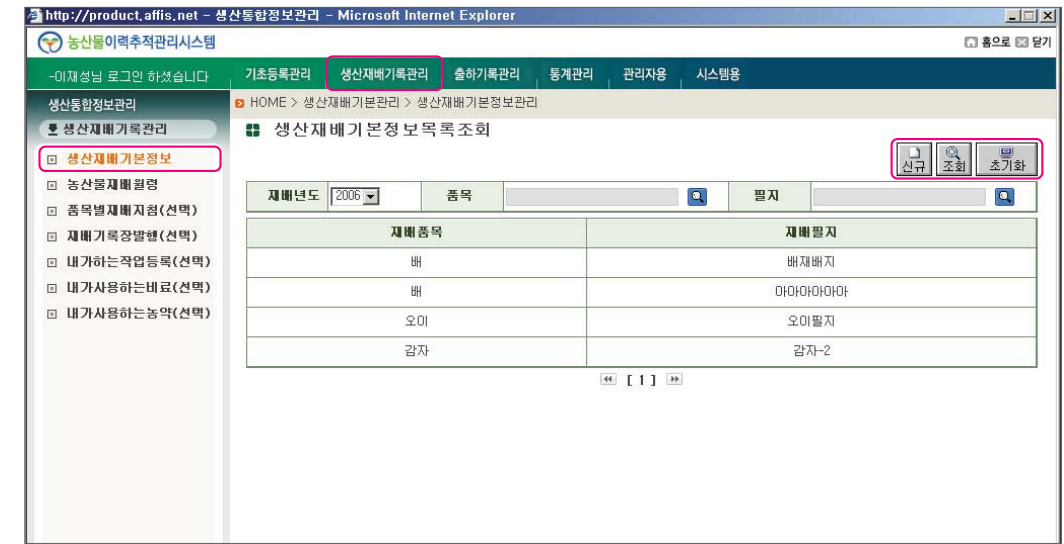 http://product.affis.net - 생산통합정보관리 - Microsoft Internet Explorer
농산물이력추적관리시스템
홈으로 닫기
-이재성님 로그인 하셨습니다
기초등록관리 생산재배기록관리 출하기록관리 통계관리 관리자용 시스템용
생산통합정보관리
HOME > 생산재배기본관리 > 생산재배기본정보관리
생산재배기록관리
생산재배기본정보목록조회
신규 조회 초기화
생산재배기본정보
농산물재배월령
품목별재배지침(선택)
재배기록장발행(선택)
내가하는작업등록(선택)
내가사용하는비료(선택)
내가사용하는농약(선택)
재배년도 2006 품목 필지
재배품목 재배필지
배 배재배지
배 아아아아아아
오이 오이필지
감자 감자-2
[ 1 ]